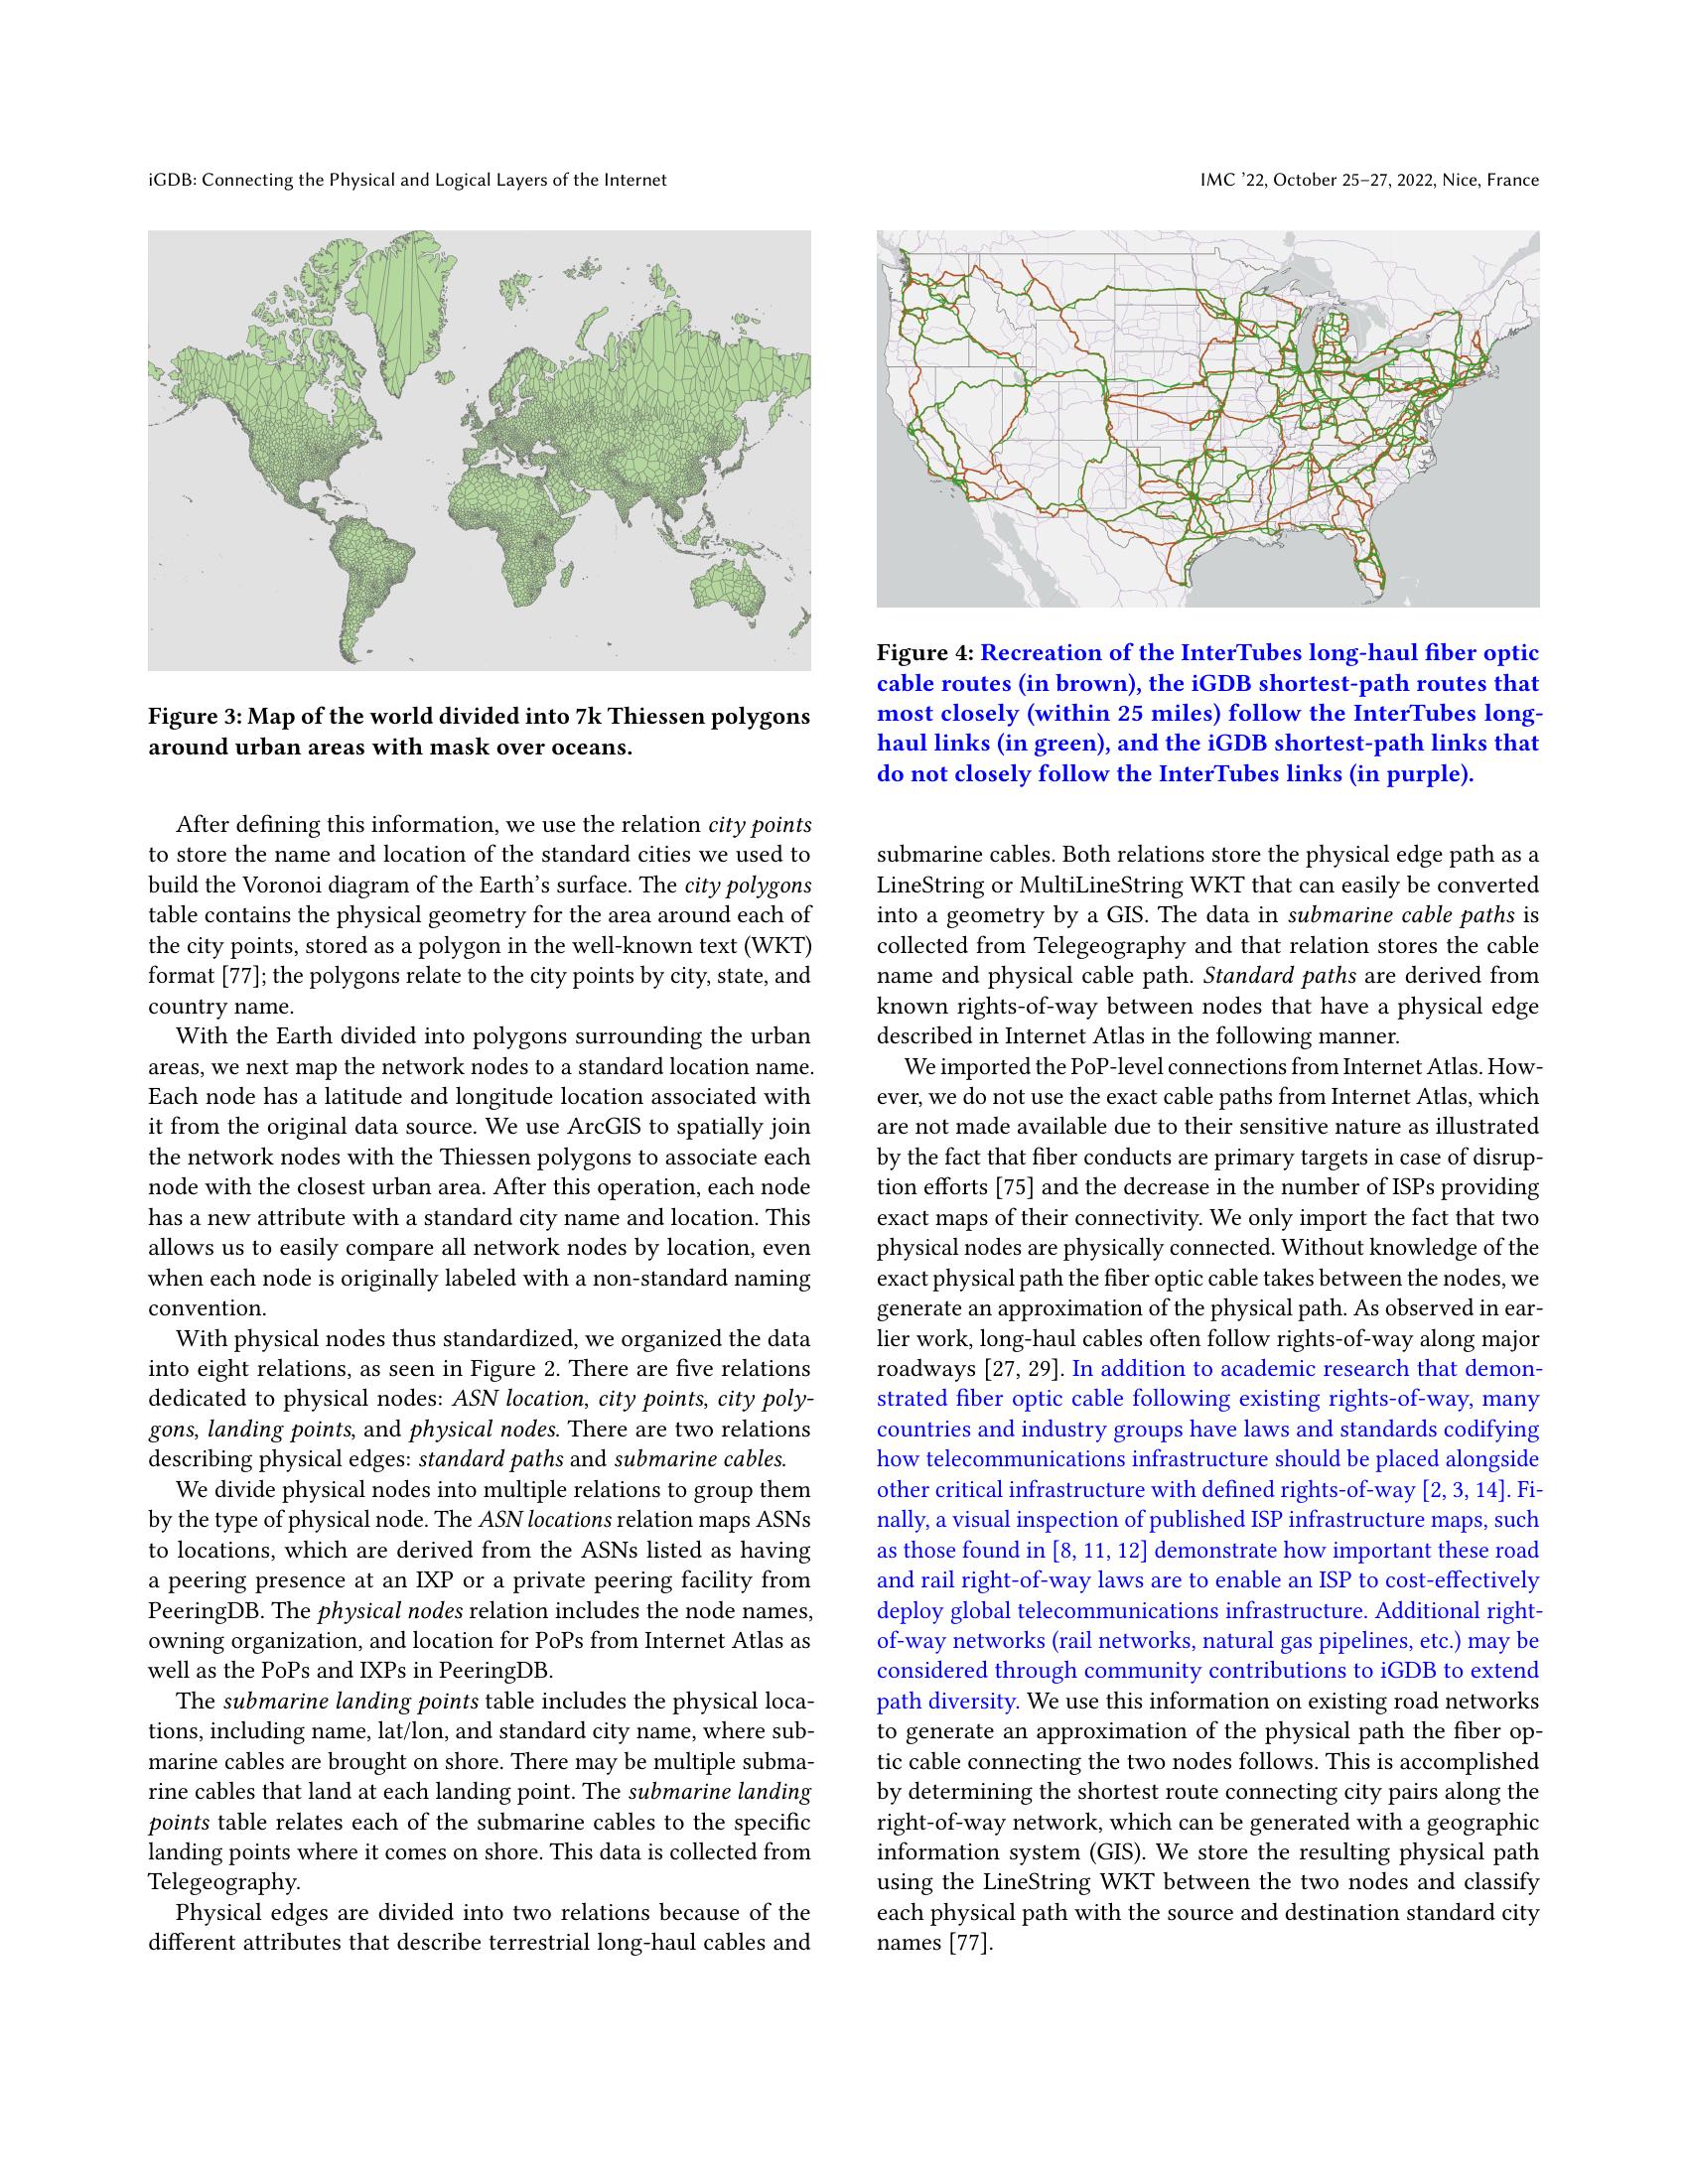 iGDB: Connecting the Physical and Logical Layers of the Internet
IMC ’22, October 25–27, 2022, Nice, France
Figure 3: Map of the world divided into 7k Thiessen polygons
around urban areas with mask over oceans.
After defining this information, we use the relation city points
to store the name and location of the standard cities we used to
build the Voronoi diagram of the Earth’s surface. The city polygons
table contains the physical geometry for the area around each of
the city points, stored as a polygon in the well-known text (WKT)
format [77]; the polygons relate to the city points by city, state, and
country name.
With the Earth divided into polygons surrounding the urban
areas, we next map the network nodes to a standard location name.
Each node has a latitude and longitude location associated with
it from the original data source. We use ArcGIS to spatially join
the network nodes with the Thiessen polygons to associate each
node with the closest urban area. After this operation, each node
has a new attribute with a standard city name and location. This
allows us to easily compare all network nodes by location, even
when each node is originally labeled with a non-standard naming
convention.
With physical nodes thus standardized, we organized the data
into eight relations, as seen in Figure 2. There are five relations
dedicated to physical nodes: ASN location, city points, city poly-
gons, landing points, and physical nodes. There are two relations
describing physical edges: standard paths and submarine cables.
We divide physical nodes into multiple relations to group them
by the type of physical node. The ASN locations relation maps ASNs
to locations, which are derived from the ASNs listed as having
a peering presence at an IXP or a private peering facility from
PeeringDB. The physical nodes relation includes the node names,
owning organization, and location for PoPs from Internet Atlas as
well as the PoPs and IXPs in PeeringDB.
The submarine landing points table includes the physical loca-
tions, including name, lat/lon, and standard city name, where sub-
marine cables are brought on shore. There may be multiple subma-
rine cables that land at each landing point. The submarine landing
points table relates each of the submarine cables to the specific
landing points where it comes on shore. This data is collected from
Telegeography.
Physical edges are divided into two relations because of the
different attributes that describe terrestrial long-haul cables and
Figure 4: Recreation of the InterTubes long-haul fiber optic
cable routes (in brown), the iGDB shortest-path routes that
most closely (within 25 miles) follow the InterTubes long-
haul links (in green), and the iGDB shortest-path links that
do not closely follow the InterTubes links (in purple).
submarine cables. Both relations store the physical edge path as a
LineString or MultiLineString WKT that can easily be converted
into a geometry by a GIS. The data in submarine cable paths is
collected from Telegeography and that relation stores the cable
name and physical cable path. Standard paths are derived from
known rights-of-way between nodes that have a physical edge
described in Internet Atlas in the following manner.
We imported the PoP-level connections from Internet Atlas. How-
ever, we do not use the exact cable paths from Internet Atlas, which
are not made available due to their sensitive nature as illustrated
by the fact that fiber conducts are primary targets in case of disrup-
tion efforts [75] and the decrease in the number of ISPs providing
exact maps of their connectivity. We only import the fact that two
physical nodes are physically connected. Without knowledge of the
exact physical path the fiber optic cable takes between the nodes, we
generate an approximation of the physical path. As observed in ear-
lier work, long-haul cables often follow rights-of-way along major
roadways [27, 29]. In addition to academic research that demon-
strated fiber optic cable following existing rights-of-way, many
countries and industry groups have laws and standards codifying
how telecommunications infrastructure should be placed alongside
other critical infrastructure with defined rights-of-way [2, 3, 14]. Fi-
nally, a visual inspection of published ISP infrastructure maps, such
as those found in [8, 11, 12] demonstrate how important these road
and rail right-of-way laws are to enable an ISP to cost-effectively
deploy global telecommunications infrastructure. Additional right-
of-way networks (rail networks, natural gas pipelines, etc.) may be
considered through community contributions to iGDB to extend
path diversity. We use this information on existing road networks
to generate an approximation of the physical path the fiber op-
tic cable connecting the two nodes follows. This is accomplished
by determining the shortest route connecting city pairs along the
right-of-way network, which can be generated with a geographic
information system (GIS). We store the resulting physical path
using the LineString WKT between the two nodes and classify
each physical path with the source and destination standard city
names [77].